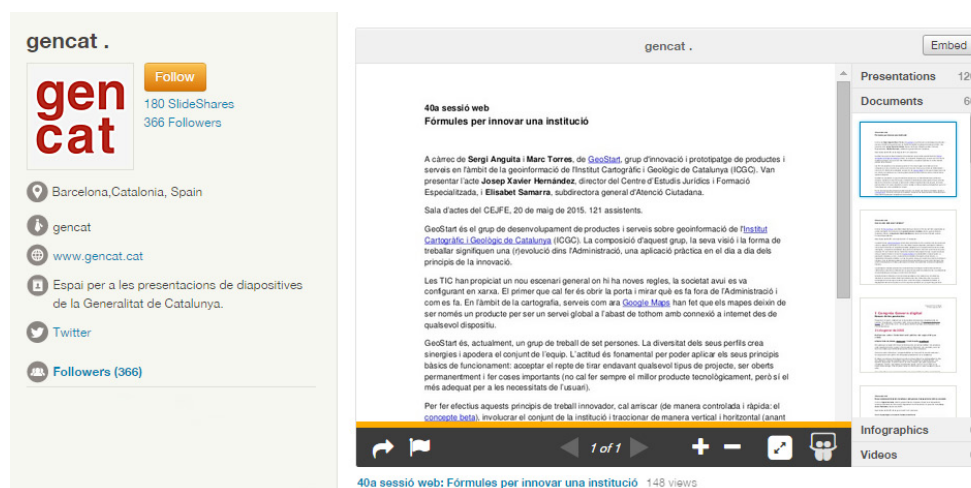 gencat .
gen
cat
Follow
180 SlideShares
366 Followers
Barcelona,Catalonia, Spain
gencat
www.gencat.cat
Espai per a les presentacions de diapositives
de la Generalitat de Catalunya.
Twitter
Followers (366)
gencat .
Embed
40a sessió web
Fórmules per innovar una institució
A càrrec de Sergi Anguita i Marc Torres, de GeoStart, grup d'innovació i prototipatge de productes i
serveis en l'àmbit de la geoinformació de l'Institut Cartogràfic i Geològic de Catalunya (ICGC). Van
presentar l'acte Josep Xavier Hernández, director del Centre d'Estudis Jurídics i Formació
Especialitzada, i Elisabet Samarra, subdirectora general d'Atenció Ciutadana.
Sala d'actes del CEJFE, 20 de maig de 2015. 121 assistents.
GeoStart és el grup de desenvolupament de productes i serveis sobre geoinformació de l'Institut
Cartogràfic i Geològic de Catalunya (ICGC). La composició d'aquest grup, la seva visió i la forma de
treballar signifiquen una (r)evolució dins l'Administració, una aplicació pràctica en el dia a dia dels
principis de la innovació.
Les TIC han propiciat un nou escenari general on hi ha noves regles, la societat avui es va
configurant en xarxa. El primer que cal fer és obrir la porta i mirar què es fa fora de l'Administració i
com es fa. En l'àmbit de la cartografia, serveis com ara Google Maps han fet que els mapes deixin de
ser només un producte per ser un servei global a l'abast de tothom amb connexió a internet des de
qualsevol dispositiu.
GeoStart és, actualment, un grup de treball de set persones. La diversitat dels seus perfils crea
sinergies i apodera el conjunt de l'equip. L'actitud és fonamental per poder aplicar els seus principis
bàsics de funcionament: acceptar el repte de tirar endavant qualsevol tipus de projecte, ser oberts
permanentment i fer coses importants (no cal fer sempre el millor producte tecnològicament, però sí el
més adequat per a les necessitats de l'usuari).
Per fer efectius aquests principis de treball innovador, cal arriscar (de manera controlada i ràpida: el
concepte beta), involucrar el conjunt de la institució i traccionar de manera vertical i horitzontal (anant
1 of 1
Presentations
Documents
Infographics
Videos
40a sessió web: Fórmules per innovar una institució 148 views